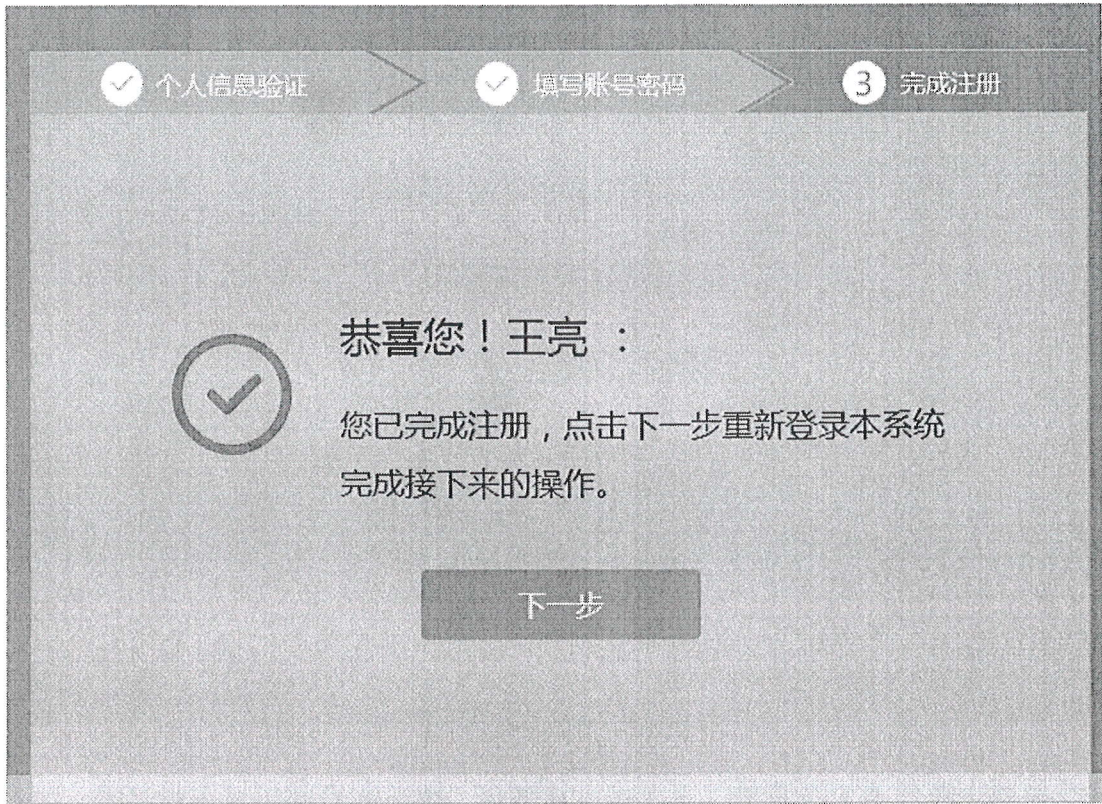 个人信息验证
填写账号密码
3 完成注册
恭喜您！王亮 ：
您已完成注册，点击下一步重新登录本系统
完成接下来的操作。
下一步